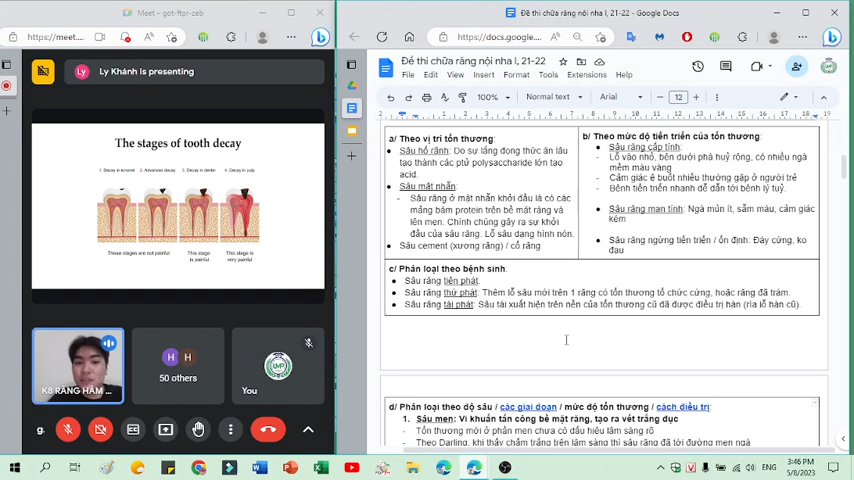 Meet – got-ftpr-zeb
https://meet.
Ly
Ly Khánh is presenting
The stages of tooth decay
1. Decay in enamel
2. Advanced decay
3. Decay in dentin
4. Decay in pulp
These stages are not painful
This stage
is painful
This stage is
very painful
K8 RĂNG HÀM ...
H
H
50 others
LMP
You
g.
Đề thi chữa răng nội nha I, 21-22 - Google Docs
https://docs.google....
Đề thi chữa răng nội nha I, 21-22
File
Edit
View
Insert
Format
Tools
Extensions
Help
100%
Normal text
Arial
12
a/ Theo vị trí tổn thương:
Sâu hố rãnh: Do sự lắng đọng thức ăn lâu
tạo thành các ptử polysaccharide lớn tạo
acid.
Sâu mặt nhẵn:
- Sâu răng ở mặt nhẵn khởi đầu là có các
mảng bám protein trên bề mặt răng và
lên men. Chính chúng gây ra sự khởi
đầu của sâu răng. Lỗ sâu dạng hình nón.
Sâu cement (xương răng) / cổ răng
b/ Theo mức độ tiến triển của tổn thương:
Sâu răng cấp tính:
- Lỗ vào nhỏ, bên dưới phá huỷ rộng, có nhiều ngà
mềm màu vàng
- Cảm giác ê buốt nhiều thường gặp ở người trẻ
- Bệnh tiến triển nhanh dễ dẫn tới bệnh lý tuỷ.
Sâu răng mạn tính: Ngà mủn ít, sẫm màu, cảm giác
kém
Sâu răng ngừng tiến triển / ổn định: Đáy cứng, ko
đau
c/ Phân loại theo bệnh sinh:
Sâu răng tiên phát.
Sâu răng thứ phát: Thêm lỗ sâu mới trên 1 răng có tổn thương tổ chức cứng, hoặc răng đã trám.
Sâu răng tái phát: Sâu tái xuất hiện trên nền của tổn thương cũ đã được điều trị hàn (rìa lỗ hàn cũ).
d/ Phân loại theo độ sâu / các giai đoạn / mức độ tổn thương / cách điều trị:
1. Sâu men: Vi khuẩn tấn công bề mặt răng, tạo ra vết trắng đục
- Tổn thương mới ở phần men chưa có dấu hiệu lâm sàng rõ
- Theo Darling, khi thấy chấm trắng trên lâm sàng thì sâu răng đã tới đường men ngà
ENG
3:46 PM
5/8/2023